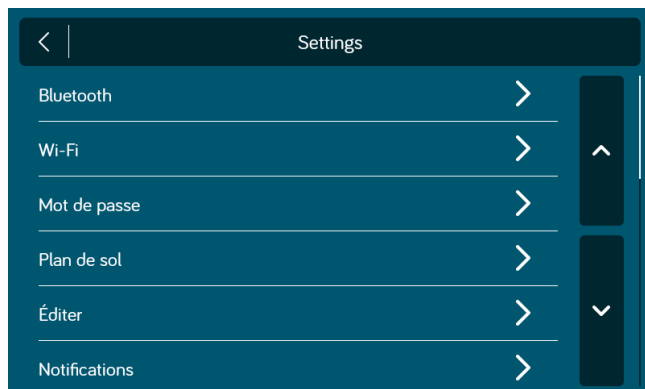 Settings
Bluetooth
Wi-Fi
Mot de passe
Plan de sol
Éditer
Notifications